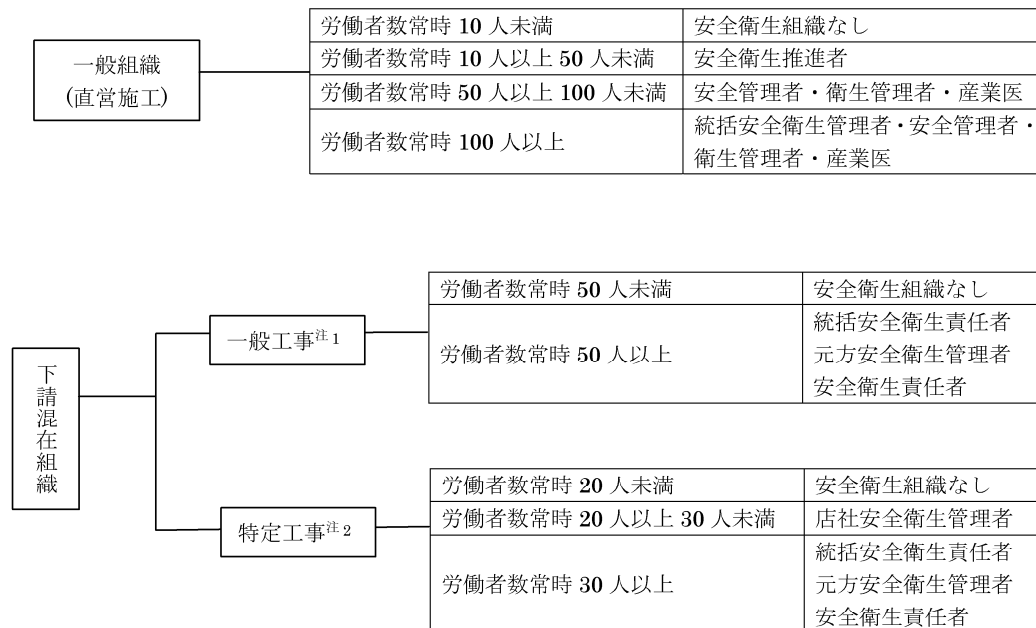 一般組織
(直営施工)
労働者数常時 10 人未満 安全衛生組織なし
労働者数常時 10 人以上 50 人未満 安全衛生推進者
労働者数常時 50 人以上 100 人未満 安全管理者・衛生管理者・産業医
労働者数常時 100 人以上
統括安全衛生管理者・安全管理者・
衛生管理者・産業医
下請混在組織
一般工事注1
労働者数常時 50 人未満 安全衛生組織なし
労働者数常時 50 人以上
統括安全衛生責任者
元方安全衛生管理者
安全衛生責任者
特定工事注2
労働者数常時 20 人未満 安全衛生組織なし
労働者数常時 20 人以上 30 人未満 店社安全衛生管理者
労働者数常時 30 人以上
統括安全衛生責任者
元方安全衛生管理者
安全衛生責任者